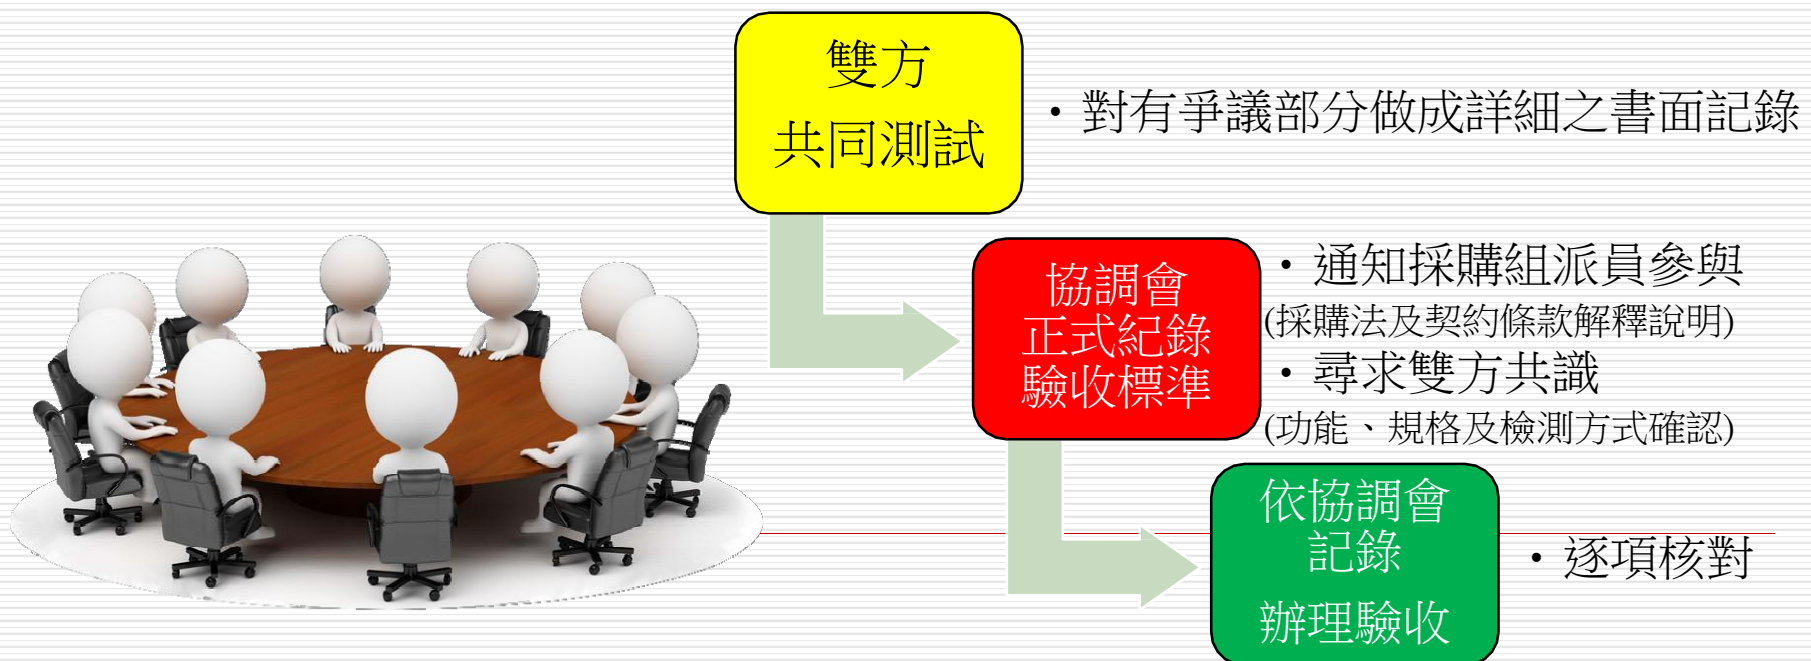 雙方
共同測試
・對有爭議部分做成詳細之書面記錄
協調會
正式紀錄
驗收標準
・通知採購組派員參與
(採購法及契約條款解釋說明)
・尋求雙方共識
(功能、規格及檢測方式確認)
依協調會
記錄
辦理驗收
・逐項核對